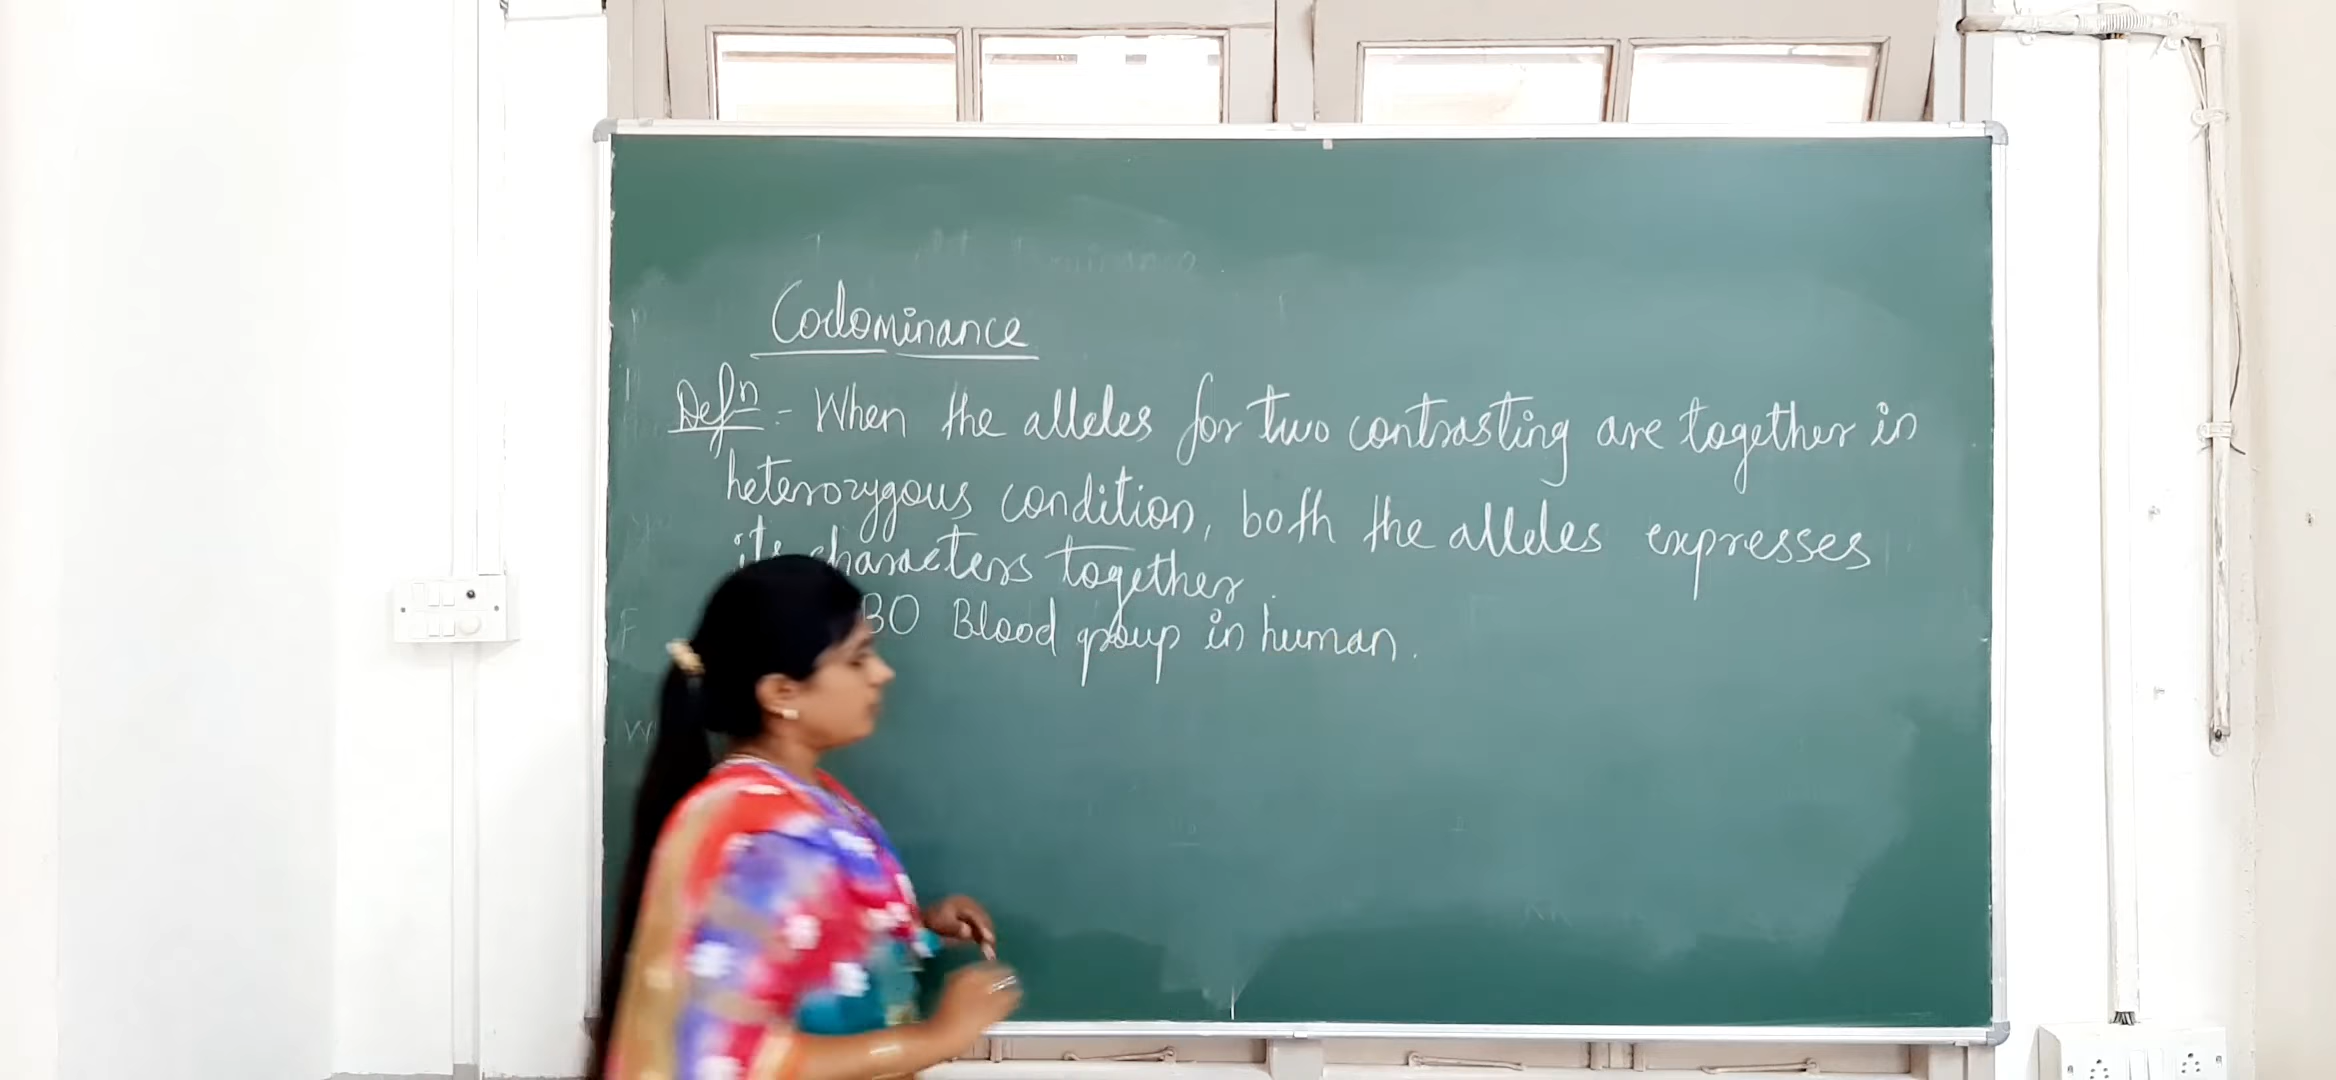 Codominance
Defn:- When the alleles for two contrasting are together in
heterozygous condition, both the alleles expresses
its characters together.
BO Blood group in human.